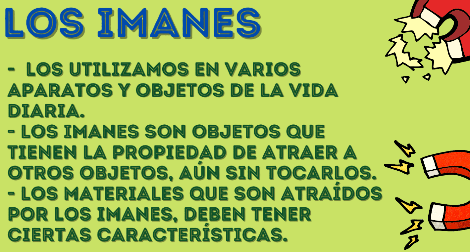 LOS IMANES
- LOS UTILIZAMOS EN VARIOS
APARATOS Y OBJETOS DE LA VIDA
DIARIA.
- LOS IMANES SON OBJETOS QUE
TIENEN LA PROPIEDAD DE ATRAER A
OTROS OBJETOS, AÚN SIN TOCARLOS.
- LOS MATERIALES QUE SON ATRAÍDOS
POR LOS IMANES, DEBEN TENER
CIERTAS CARACTERÍSTICAS.